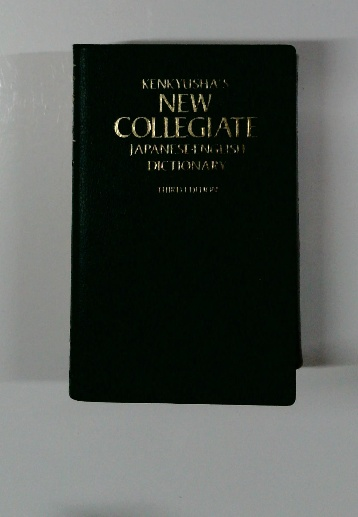 KENKYUSHA'S
NEW
COLLEGIATE
JAPANESE-ENGLISH
DICTIONARY
THIRD EDITION